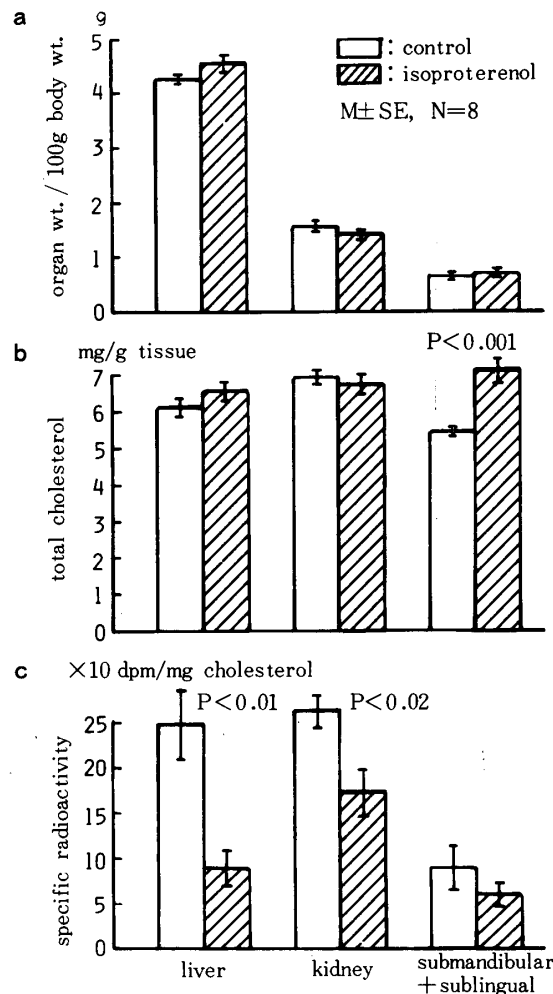 a
g
organ wt. / 100g body wt.
5
4
3
2
1
0
: control
: isoproterenol
M±SE, N=8
b
mg/g tissue
total cholesterol
7
6
5
4
3
2
1
0
P<0.001
c
×10 dpm/mg cholesterol
specific radioactivity
25
20
15
10
5
0
P<0.01
P<0.02
liver
kidney
submandibular
+sublingual